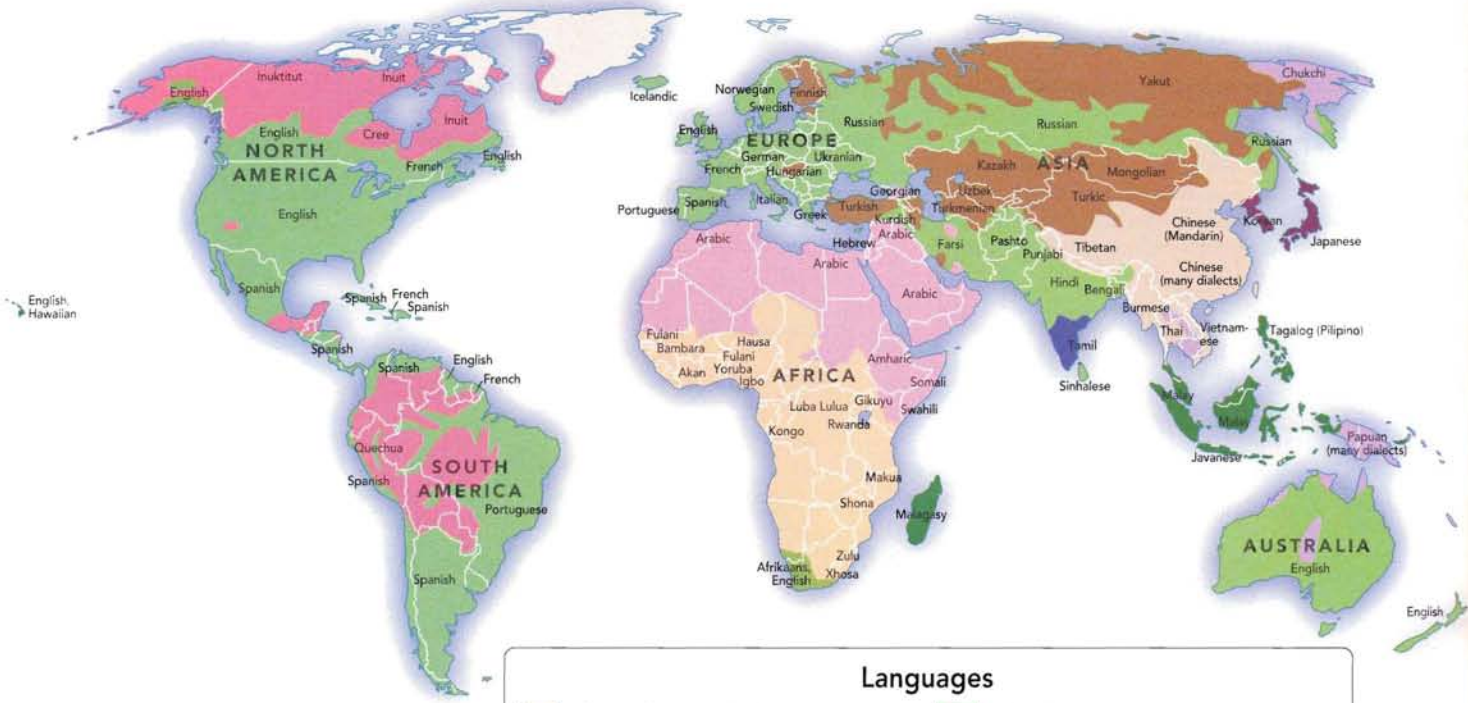 Inuktitut
Inuit
English
English
Cree
Inuit
NORTH
AMERICA
French
English
English
Spanish
English,
Hawaiian
Spanish
French
Spanish
Spanish
Spanish
English
French
Quechua
SOUTH
AMERICA
Spanish
Portuguese
Spanish
Icelandic
Norwegian
Finnish
Swedish
English
EUROPE
Russian
German
Ukranian
French
Hungarian
Portuguese
Spanish
Italian
Greek
Georgian
Turkish
Kurdish
Hebrew
Arabic
Yakut
Chukchi
Russian
Russian
Kazakh
ASIA
Mongolian
Uzbek
Turkic
Turkmenian
Farsi
Pashto
Punjabi
Tibetan
Chinese
(Mandarin)
Korean
Japanese
Chinese
(many dialects)
Hindi
Bengali
Burmese
Thai
Vietnam-
ese
Tagalog (Pilipino)
Tamil
Sinhalese
Malay
Malay
Javanese
Papuan
(many dialects)
Arabic
Arabic
Arabic
Fulani
Bambara
Hausa
Fulani
Akan
Yoruba
Igbo
AFRICA
Amharic
Somali
Luba Lulua
Gikuyu
Swahili
Kongo
Rwanda
Makua
Shona
Malagasy
Zulu
Afrikaans,
English
Xhosa
AUSTRALIA
English
English
Languages